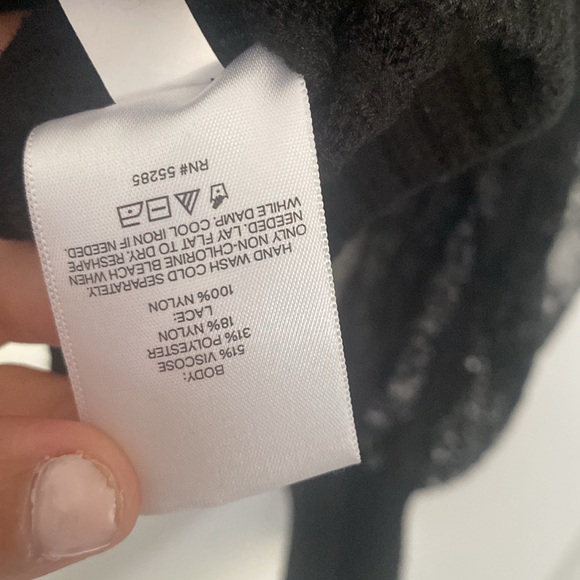 BODY:
51% VISCOSE
31% POLYESTER
18% NYLON
LACE:
100% NYLON
HAND WASH COLD SEPARATELY.
ONLY NON-CHLORINE BLEACH WHEN
NEEDED. LAY FLAT TO DRY. RESHAPE
WHILE DAMP. COOL IRON IF NEEDED.
RN# 55285